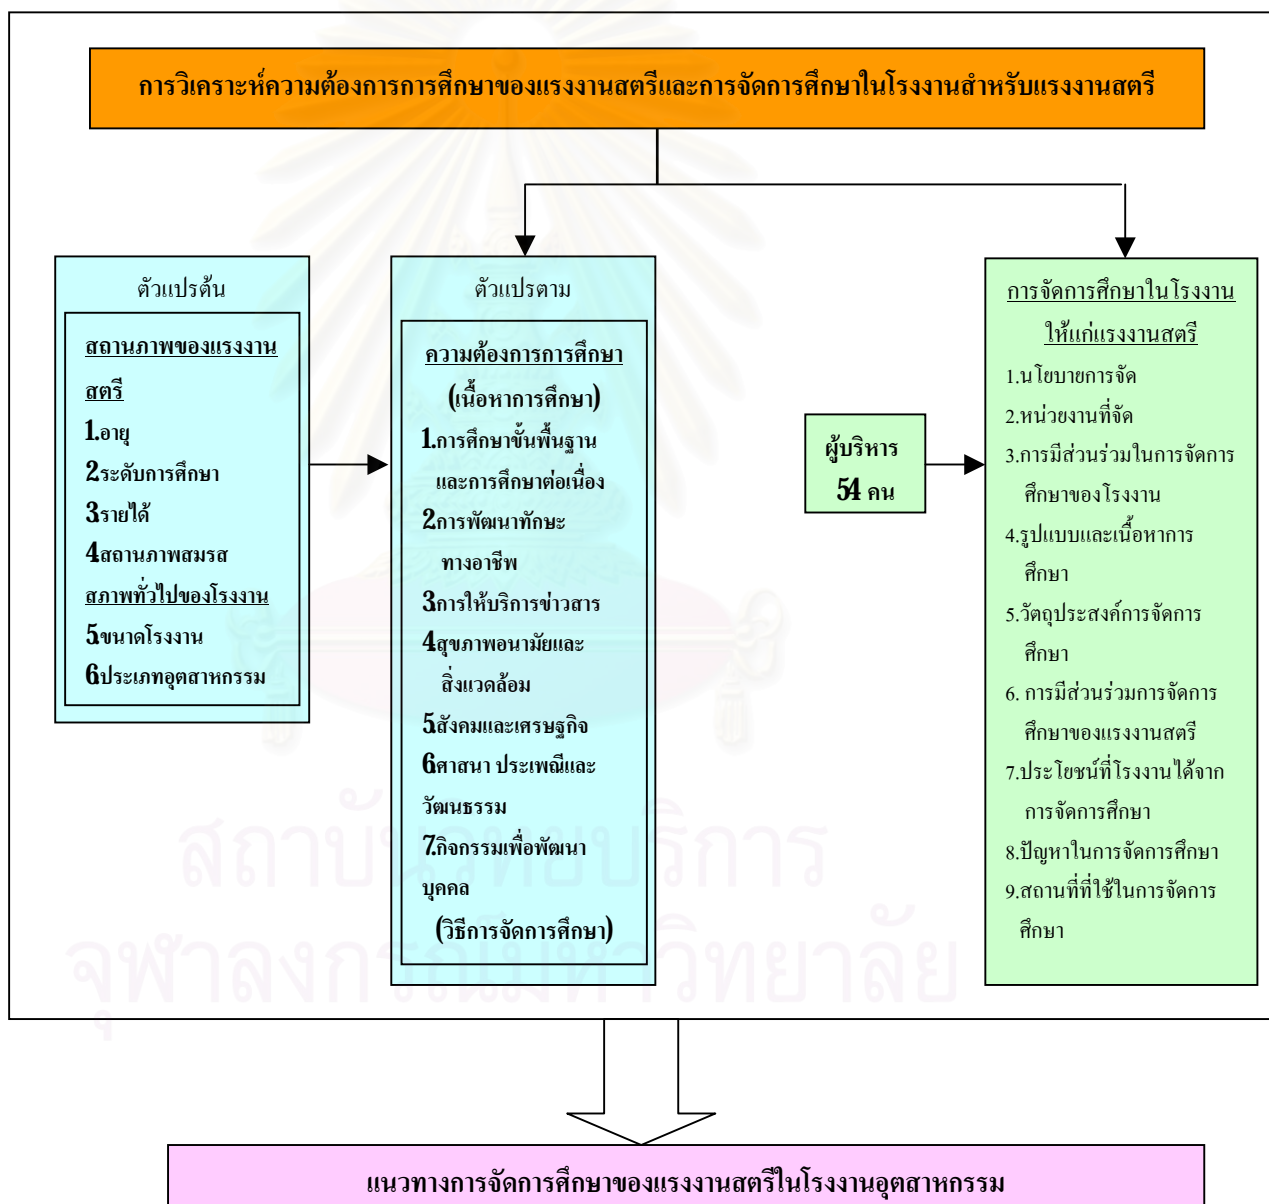 การวิเคราะห์ความต้องการการศึกษาของแรงงานสตรีและการจัดการศึกษาในโรงงานสำหรับแรงงานสตรี
ตัวแปรต้น
สถานภาพของแรงงาน
สตรี
1.อายุ
2.ระดับการศึกษา
3.รายได้
4.สถานภาพสมรส
สภาพทั่วไปของโรงงาน
5.ขนาดโรงงาน
6.ประเภทอุตสาหกรรม
ตัวแปรตาม
ความต้องการการศึกษา
(เนื้อหาการศึกษา)
1.การศึกษาขั้นพื้นฐาน
และการศึกษาต่อเนื่อง
2.การพัฒนาทักษะ
ทางอาชีพ
3.การให้บริการข่าวสาร
4.สุขภาพอนามัยและ
สิ่งแวดล้อม
5.สังคมและเศรษฐกิจ
6.ศาสนา ประเพณีและ
วัฒนธรรม
7.กิจกรรมเพื่อพัฒนา
บุคคล
(วิธีการจัดการศึกษา)
ผู้บริหาร
54 คน
การจัดการศึกษาในโรงงาน
ให้แก่แรงงานสตรี
1.นโยบายการจัด
2.หน่วยงานที่จัด
3.การมีส่วนร่วมในการจัดการ
ศึกษาของโรงงาน
4.รูปแบบและเนื้อหาการ
ศึกษา
5.วัตถุประสงค์การจัดการ
ศึกษา
6. การมีส่วนร่วมการจัดการ
ศึกษาของแรงงานสตรี
7.ประโยชน์ที่โรงงานได้จาก
การจัดการศึกษา
8.ปัญหาในการจัดการศึกษา
9.สถานที่ที่ใช้ในการจัดการ
ศึกษา
สถาบันวิทยบริการ
จุฬาลงกรณ์มหาวิทยาลัย
แนวทางการจัดการศึกษาของแรงงานสตรีในโรงงานอุตสาหกรรม